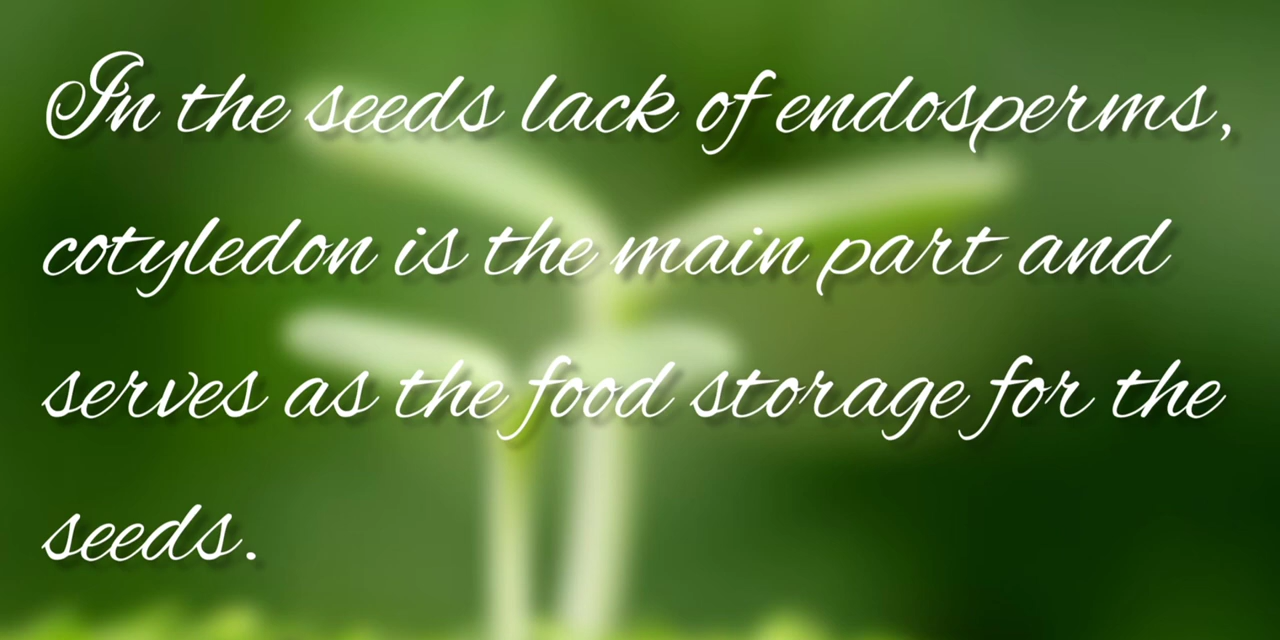 In the seeds lack of endosperms,
cotyledon is the main part and
serves as the food storage for the
seeds.